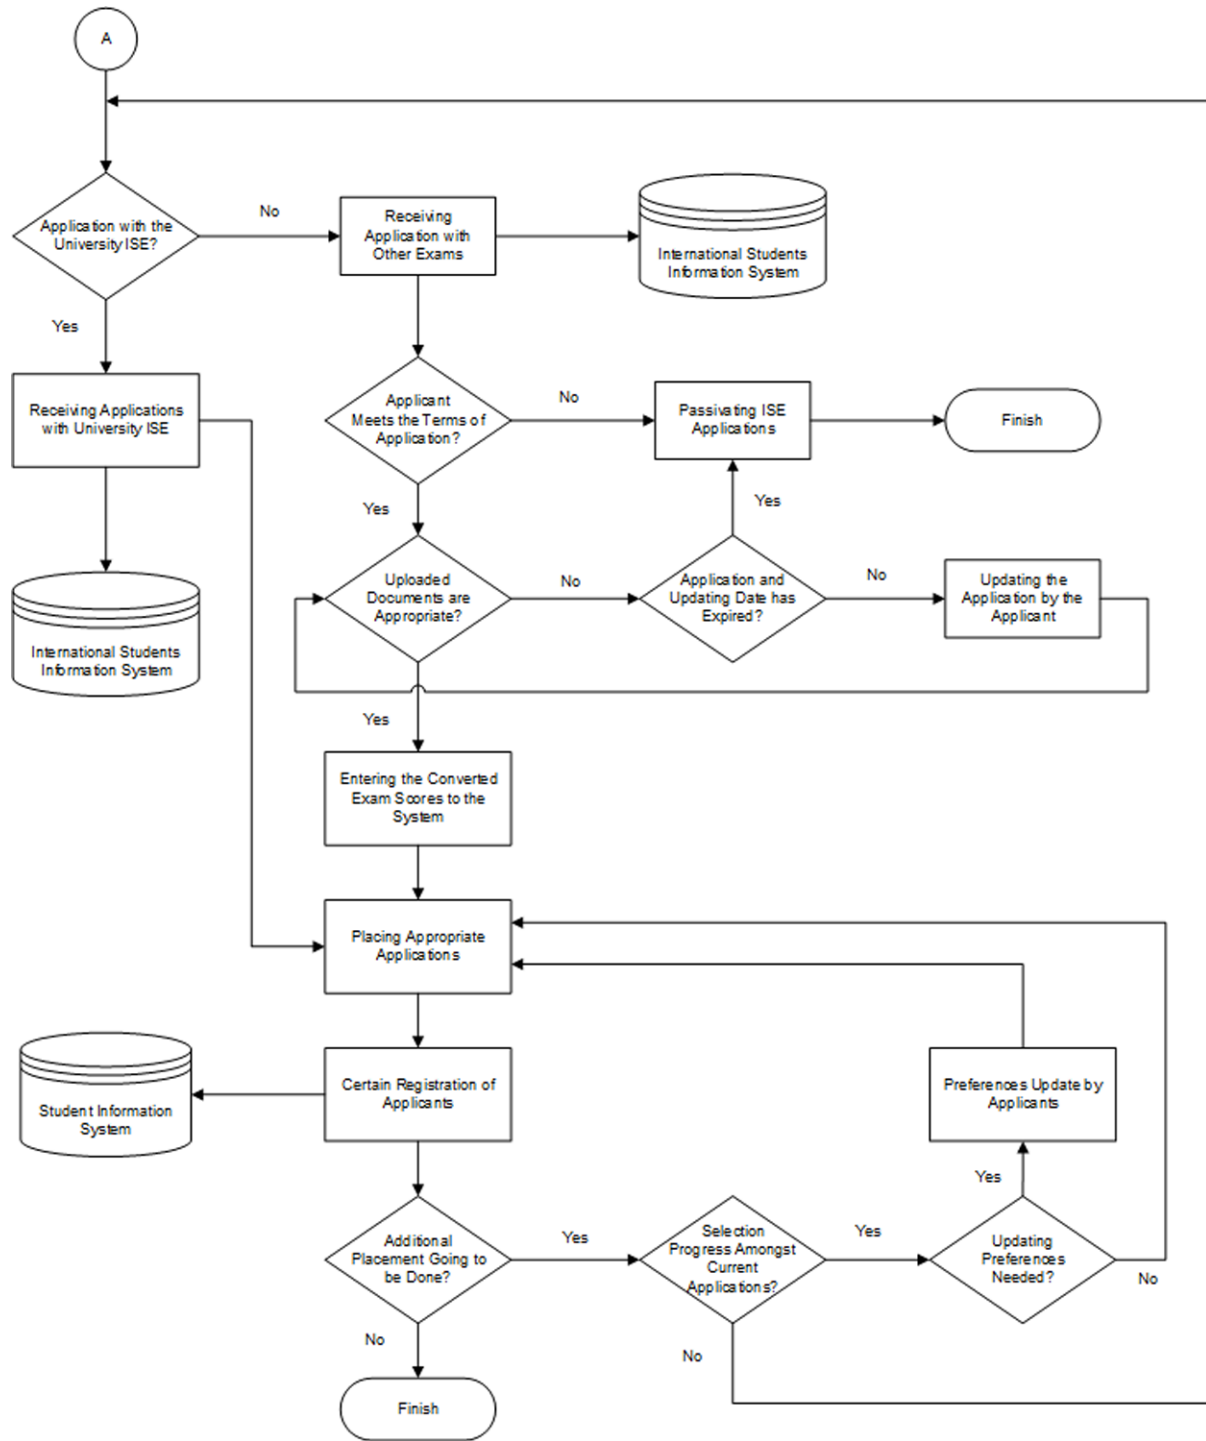 A
Application with the
University ISE?
No
Receiving
Application with
Other Exams
International Students
Information System
Yes
Receiving Applications
with University ISE
Applicant
Meets the Terms of
Application?
No
Passivating ISE
Applications
Finish
Yes
Yes
International Students
Information System
Uploaded
Documents are
Appropriate?
No
Application and
Updating Date has
Expired?
No
Updating the
Application by the
Applicant
Yes
Entering the Converted
Exam Scores to the
System
Placing Appropriate
Applications
Student Information
System
Certain Registration of
Applicants
Preferences Update by
Applicants
Yes
Additional
Placement Going to
be Done?
Yes
Selection
Progress Amongst
Current
Applications?
Yes
Updating
Preferences
Needed?
No
No
No
Finish